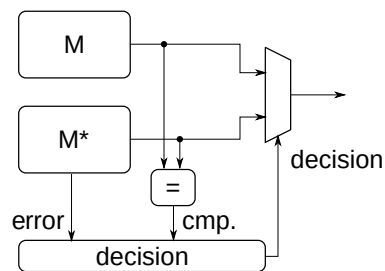 M
M*
=
decision
error
cmp.
decision